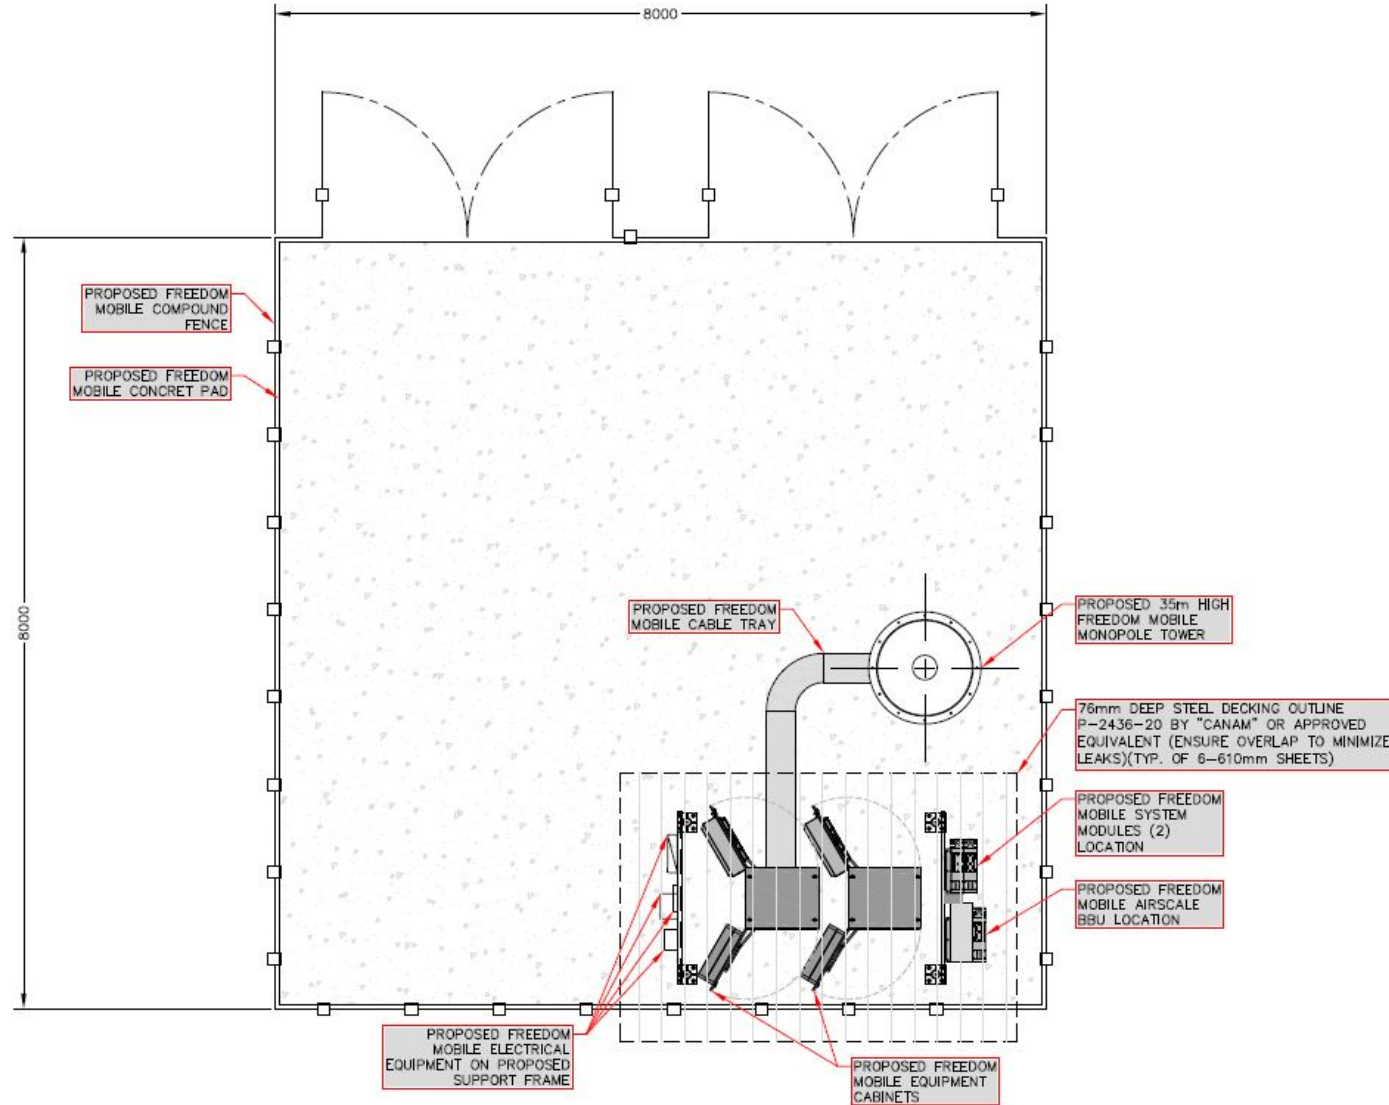 8000
8000
PROPOSED FREEDOM
MOBILE COMPOUND
FENCE
PROPOSED FREEDOM
MOBILE CONCRET PAD
PROPOSED FREEDOM
MOBILE CABLE TRAY
PROPOSED 35m HIGH
FREEDOM MOBILE
MONOPOLE TOWER
76mm DEEP STEEL DECKING OUTLINE
P-2436-20 BY "CANAM" OR APPROVED
EQUIVALENT (ENSURE OVERLAP TO MINIMIZE
LEAKS)(TYP. OF 6-610mm SHEETS)
PROPOSED FREEDOM
MOBILE SYSTEM
MODULES (2)
LOCATION
PROPOSED FREEDOM
MOBILE AIRSCALE
BBU LOCATION
PROPOSED FREEDOM
MOBILE ELECTRICAL
EQUIPMENT ON PROPOSED
SUPPORT FRAME
PROPOSED FREEDOM
MOBILE EQUIPMENT
CABINETS